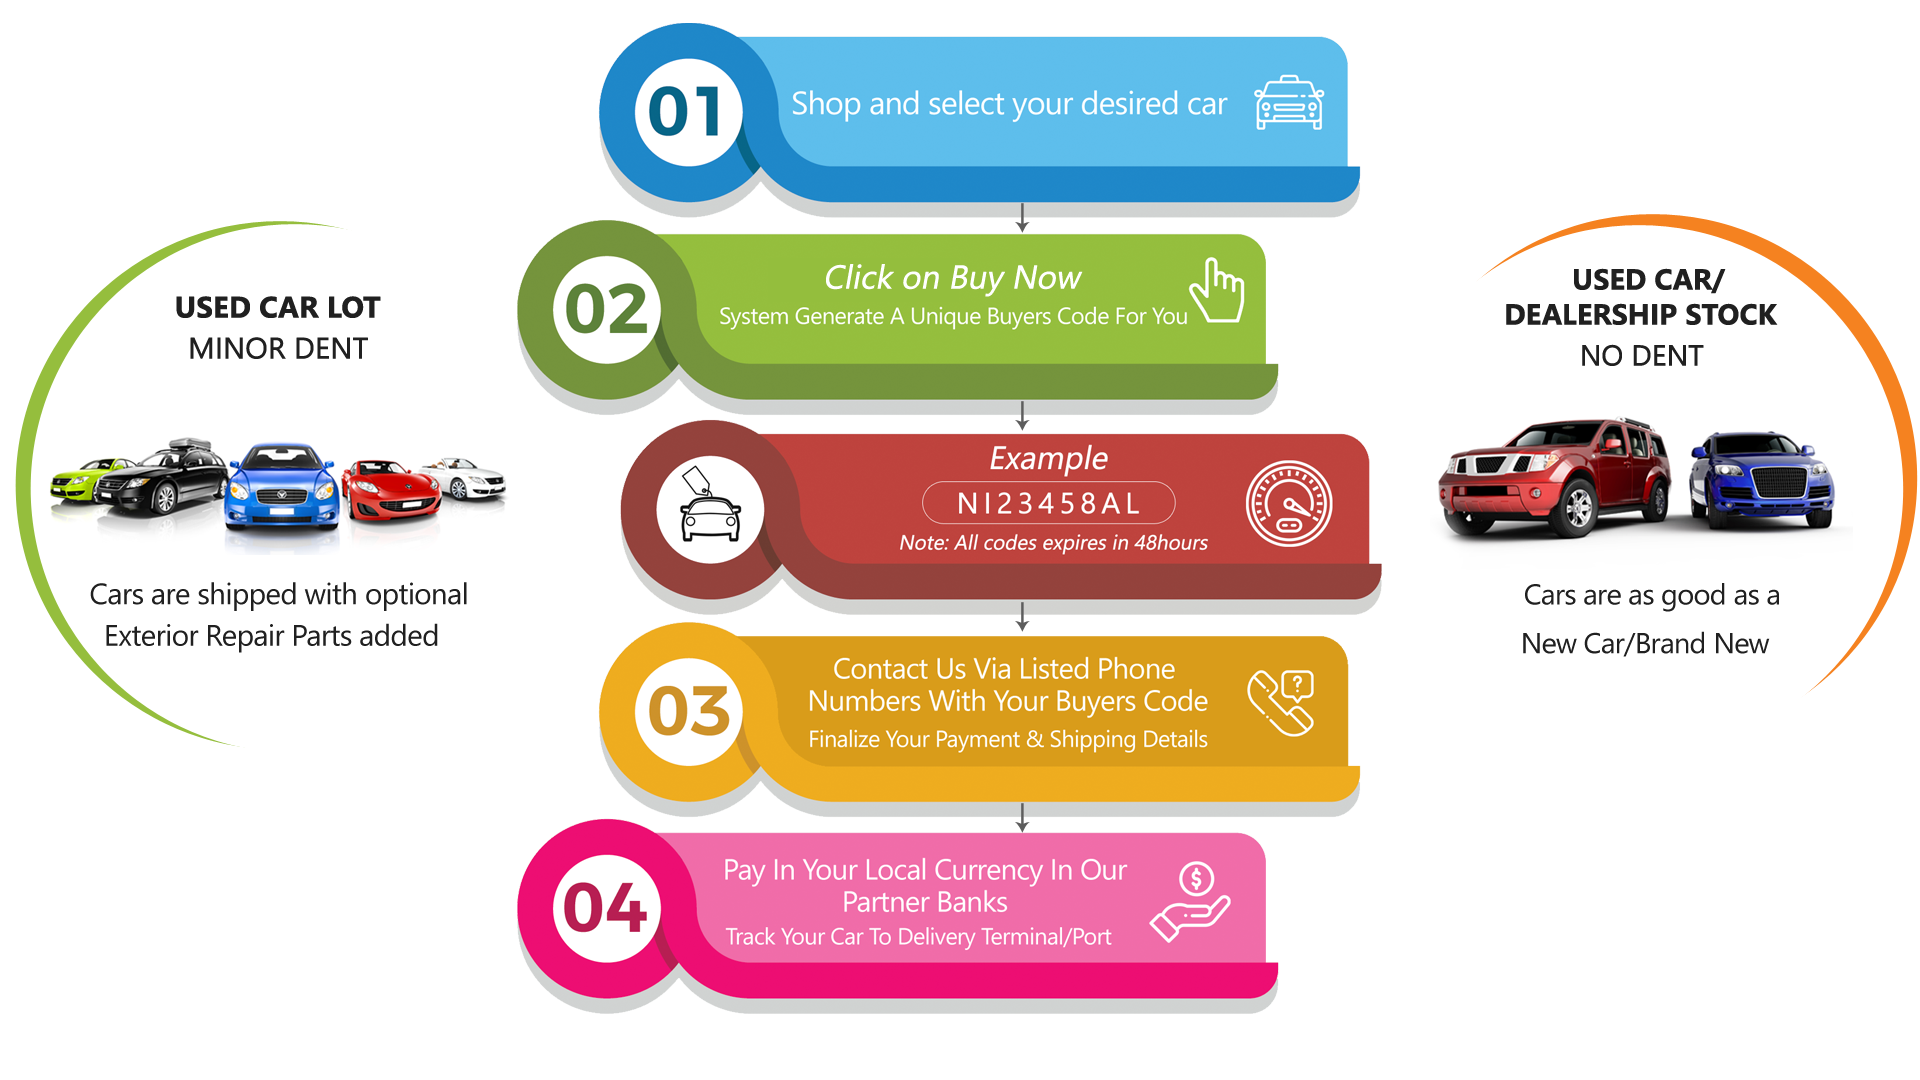 01
Shop and select your desired car
02
Click on Buy Now
System Generate A Unique Buyers Code For You
Example
NI23458AL
Note: All codes expires in 48hours
03
Contact Us Via Listed Phone
Numbers With Your Buyers Code
Finalize Your Payment & Shipping Details
?
04
Pay In Your Local Currency In Our
Partner Banks
Track Your Car To Delivery Terminal/Port
$
USED CAR LOT
MINOR DENT
Cars are shipped with optional
Exterior Repair Parts added
USED CAR/
DEALERSHIP STOCK
NO DENT
Cars are as good as a
New Car/Brand New